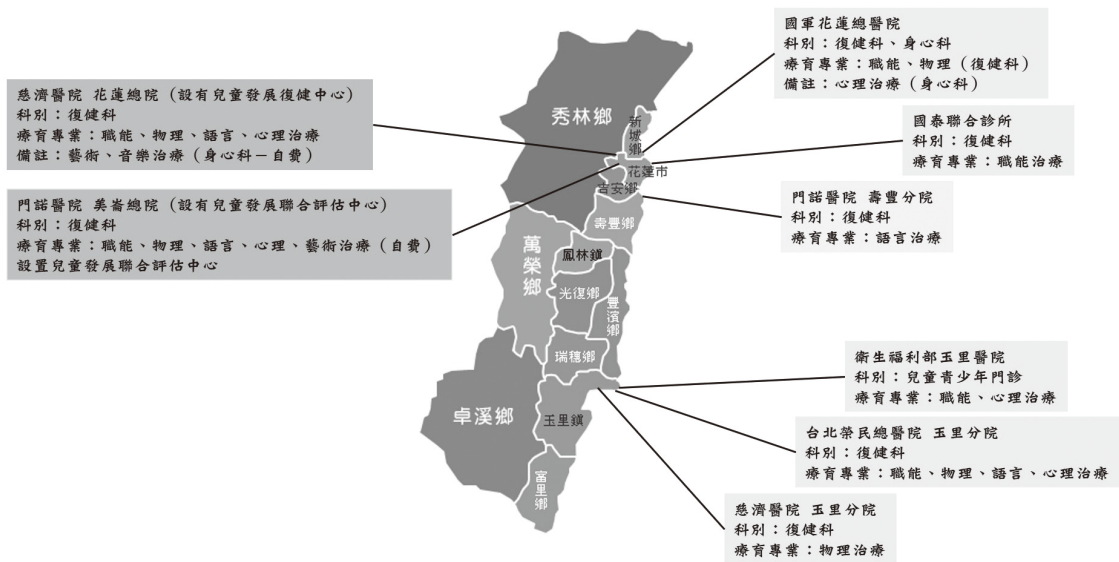 慈濟醫院 花蓮總院（設有兒童發展復健中心）
科別：復健科
療育專業：職能、物理、語言、心理治療
備註：藝術、音樂治療（身心科－自費）
門諾醫院 美崙總院（設有兒童發展聯合評估中心）
科別：復健科
療育專業：職能、物理、語言、心理、藝術治療（自費）
設置兒童發展聯合評估中心
國軍花蓮總醫院
科別：復健科、身心科
療育專業：職能、物理（復健科）
備註：心理治療（身心科）
國泰聯合診所
科別：復健科
療育專業：職能治療
門諾醫院 壽豐分院
科別：復健科
療育專業：語言治療
秀林鄉
新城鄉
花蓮市
吉安鄉
壽豐鄉
萬榮鄉
鳳林鎮
光復鄉
豐濱鄉
瑞穗鄉
卓溪鄉
玉里鎮
富里鄉
衛生福利部玉里醫院
科別：兒童青少年門診
療育專業：職能、心理治療
台北榮民總醫院 玉里分院
科別：復健科
療育專業：職能、物理、語言、心理治療
慈濟醫院 玉里分院
科別：復健科
療育專業：物理治療